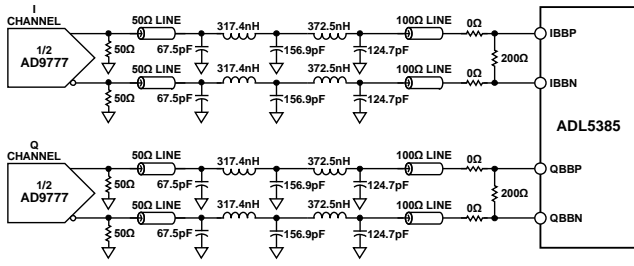 I
CHANNEL
50Ω LINE
317.4nH
372.5nH
100Ω LINE
0Ω
1/2
AD9777
50Ω
67.5pF
156.9pF
124.7pF
200Ω
IBBP
50Ω LINE
317.4nH
372.5nH
100Ω LINE
0Ω
IBBN
50Ω
67.5pF
156.9pF
124.7pF
ADL5385
Q
CHANNEL
50Ω LINE
317.4nH
372.5nH
100Ω LINE
0Ω
1/2
AD9777
50Ω
67.5pF
156.9pF
124.7pF
200Ω
QBBP
50Ω LINE
317.4nH
372.5nH
100Ω LINE
0Ω
QBBN
50Ω
67.5pF
156.9pF
124.7pF